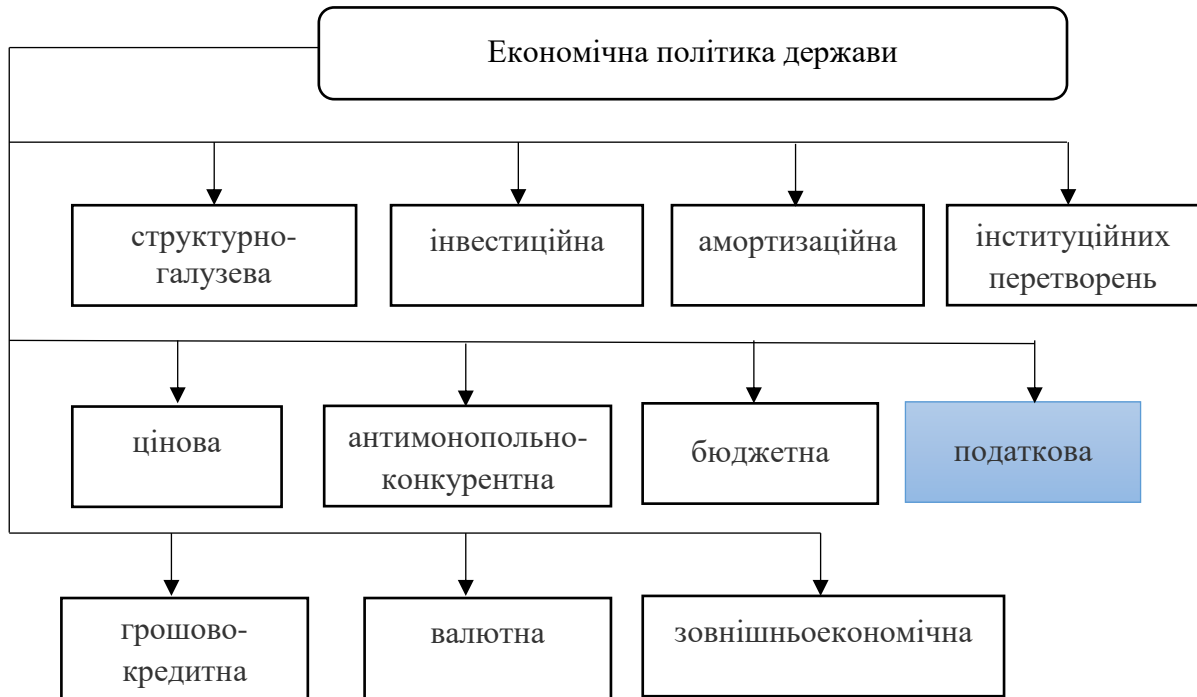 Економічна політика держави
структурно-
галузева
інвестиційна
амортизаційна
інституційних
перетворень
цінова
антимонопольно-
конкурентна
бюджетна
податкова
грошово-
кредитна
валютна
зовнішньоекономічна